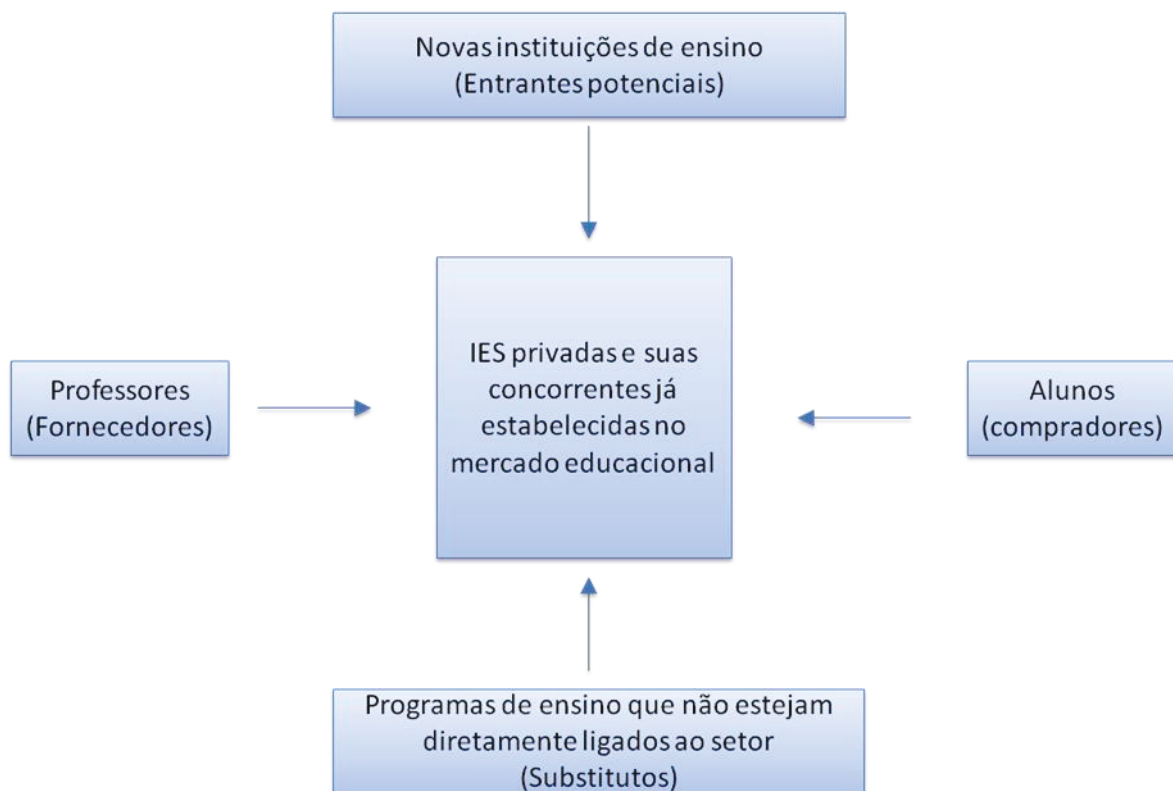 Novas instituições de ensino
(Entrantes potenciais)
Professores
(Fornecedores)
IES privadas e suas
concorrentes já
estabelecidas no
mercado educacional
Alunos
(compradores)
Programas de ensino que não estejam
diretamente ligados ao setor
(Substitutos)